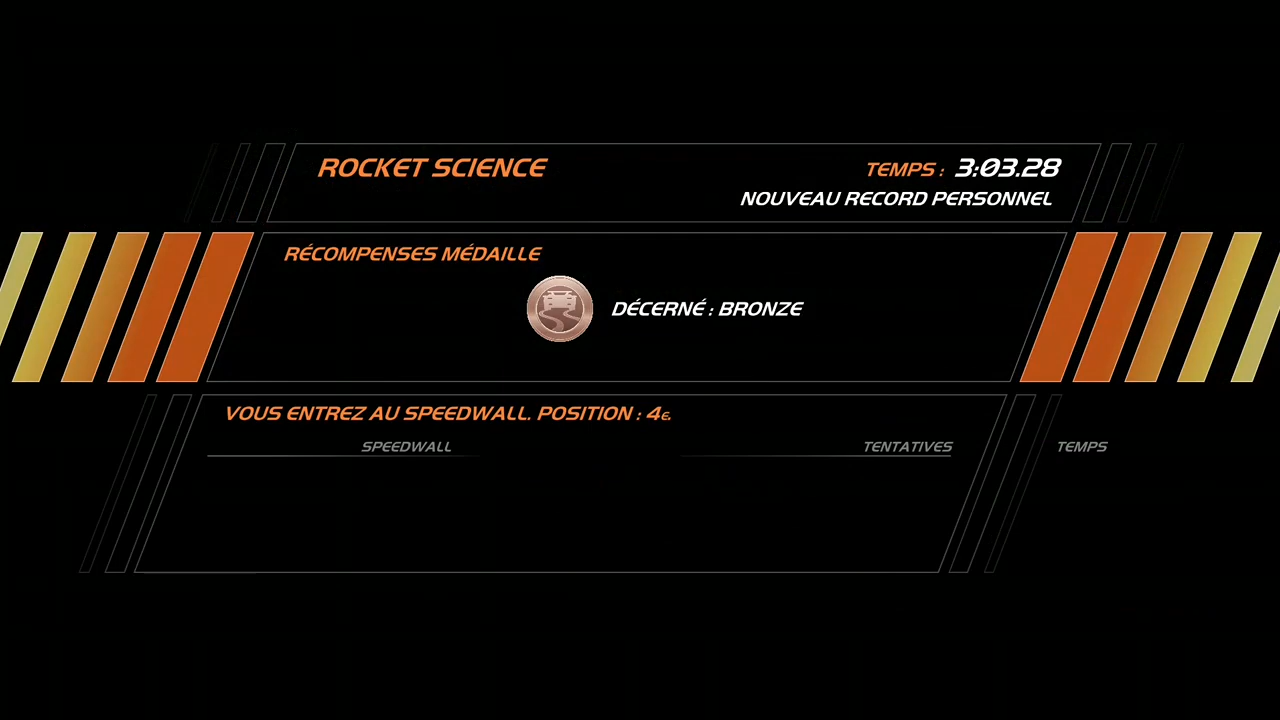 ROCKET SCIENCE
TEMPS : 3:03.28
NOUVEAU RECORD PERSONNEL
RÉCOMPENSES MÉDAILLE
DÉCERNÉ : BRONZE
VOUS ENTREZ AU SPEEDWALL. POSITION : 4E.
SPEEDWALL TENTATIVES TEMPS